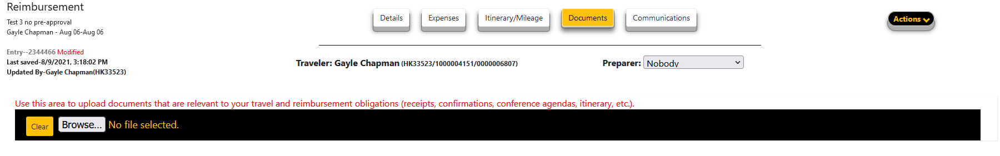 Reimbursement
Test 3 no pre-approval
Gayle Chapman - Aug 06-Aug 06
Entry--2344466 Modified
Last saved-8/9/2021, 3:18:02 PM
Updated By-Gayle Chapman(HK33523)
Details
Expenses
Itinerary/Mileage
Documents
Communications
Actions
Traveler: Gayle Chapman (HK33523/1000004151/0000006807)
Preparer: Nobody
Use this area to upload documents that are relevant to your travel and reimbursement obligations (receipts, confirmations, conference agendas, itinerary, etc.).
Clear Browse... No file selected.